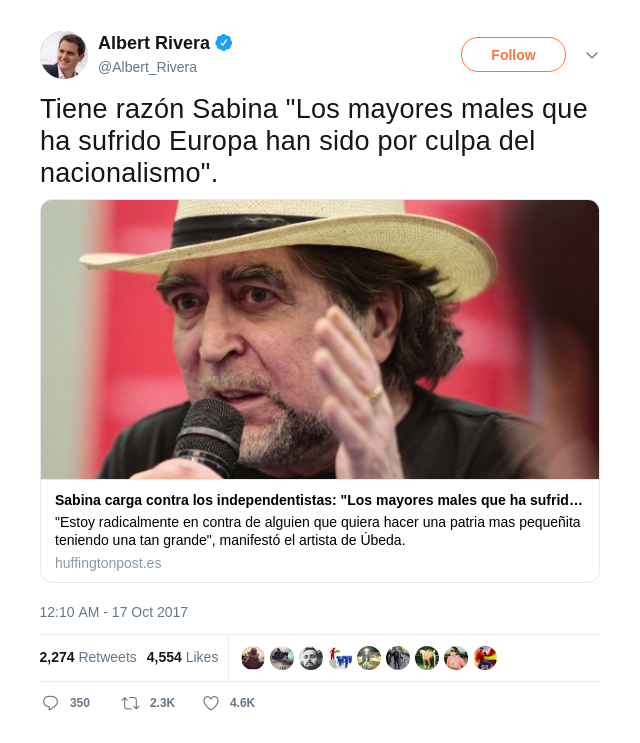 Albert Rivera
@Albert_Rivera
Follow
Tiene razón Sabina "Los mayores males que
ha sufrido Europa han sido por culpa del
nacionalismo".
Sabina carga contra los independentistas: "Los mayores males que ha sufrid…
"Estoy radicalmente en contra de alguien que quiera hacer una patria mas pequeñita
teniendo una tan grande", manifestó el artista de Úbeda.
huffingtonpost.es
12:10 AM - 17 Oct 2017
2,274 Retweets 4,554 Likes
350 2.3K 4.6K